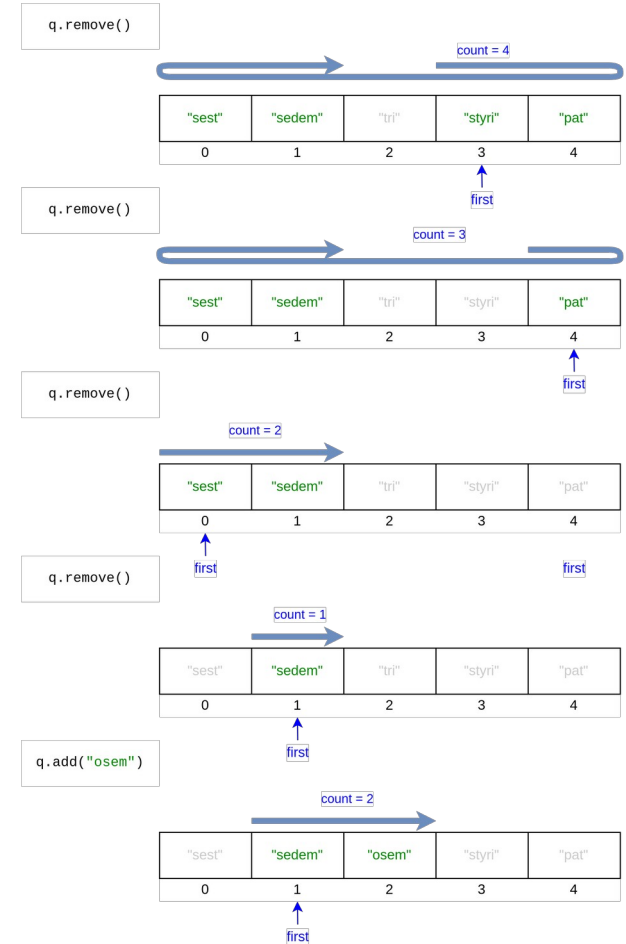 q.remove()
count = 4
"sest" "sedem" "tri" "styri" "pat"
0 1 2 3 4
first
q.remove()
count = 3
"sest" "sedem" "tri" "styri" "pat"
0 1 2 3 4
first
q.remove()
count = 2
"sest" "sedem" "tri" "styri" "pat"
0 1 2 3 4
first first
q.remove()
count = 1
"sest" "sedem" "tri" "styri" "pat"
0 1 2 3 4
first
q.add("osem")
count = 2
"sest" "sedem" "osem" "styri" "pat"
0 1 2 3 4
first